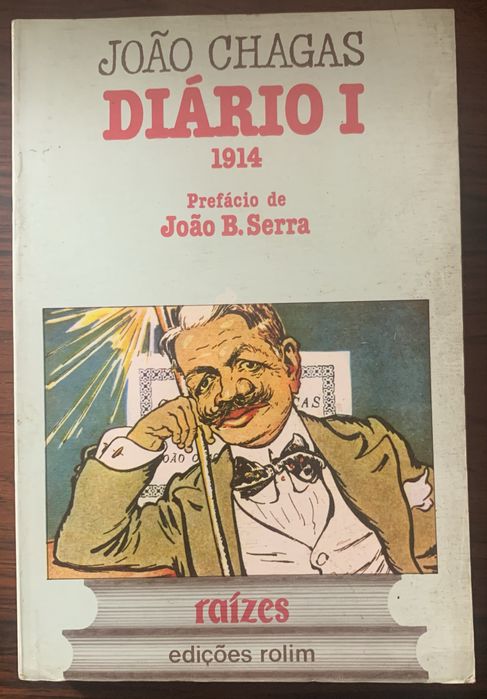 JOÃO CHAGAS
DIÁRIO I
1914
Prefácio de
João B. Serra
raízes
edições rolim